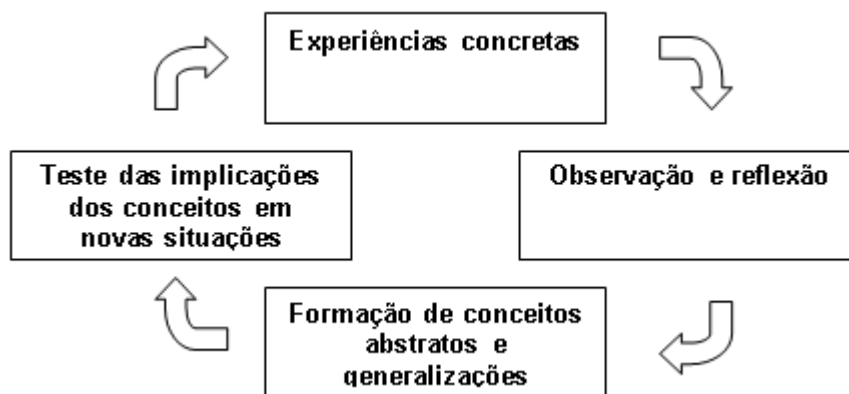 Experiências concretas
Teste das implicações
dos conceitos em
novas situações
Observação e reflexão
Formação de conceitos
abstratos e
generalizações